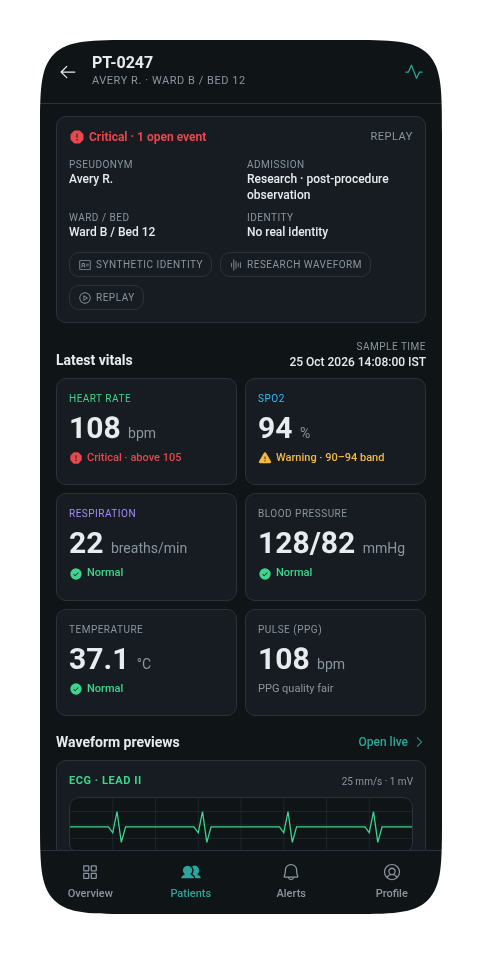 PT-0247
AVERY R. · WARD B / BED 12
Critical · 1 open event
REPLAY
PSEUDONYM
Avery R.
ADMISSION
Research · post-procedure
observation
WARD / BED
Ward B / Bed 12
IDENTITY
No real identity
SYNTHETIC IDENTITY
RESEARCH WAVEFORM
REPLAY
Latest vitals
SAMPLE TIME
25 Oct 2026 14:08:00 IST
HEART RATE
108 bpm
Critical · above 105
SPO2
94 %
Warning · 90–94 band
RESPIRATION
22 breaths/min
Normal
BLOOD PRESSURE
128/82 mmHg
Normal
TEMPERATURE
37.1 °C
Normal
PULSE (PPG)
108 bpm
PPG quality fair
Waveform previews
Open live
ECG · LEAD II
25 mm/s · 1 mV
Overview
Patients
Alerts
Profile